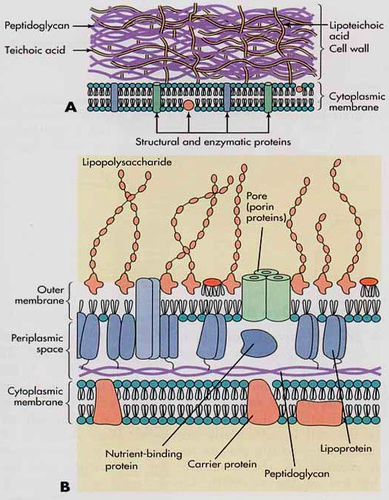 Peptidoglycan
Teichoic acid
Lipoteichoic
acid
Cell wall
A
Cytoplasmic
membrane
Structural and enzymatic proteins
Lipopolysaccharide
Pore
(porin
proteins)
Outer
membrane
Periplasmic
space
Cytoplasmic
membrane
Nutrient-binding
protein
Carrier protein
Peptidoglycan
Lipoprotein
B